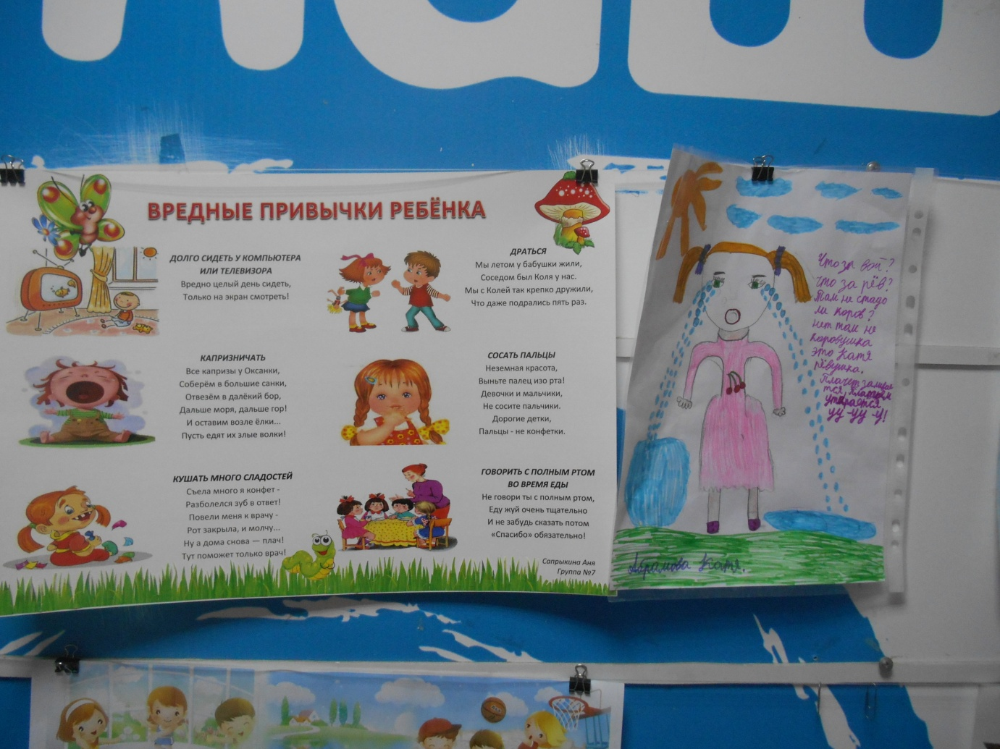 ВРЕДНЫЕ ПРИВЫЧКИ РЕБЁНКА
ДОЛГО СИДЕТЬ У КОМПЬЮТЕРА
ИЛИ ТЕЛЕВИЗОРА
Вредно целый день сидеть,
Только на экран смотреть!
КАПРИЗНИЧАТЬ
Все капризы у Оксанки,
Соберём в большие санки,
Отвезём в далёкий бор,
Дальше моря, дальше гор!
И оставим возле ёлки...
Пусть едят их злые волки!
КУШАТЬ МНОГО СЛАДОСТЕЙ
Съела много я конфет -
Разболелся зуб в ответ!
Повели меня к врачу -
Рот закрыла, и молчу...
Ну а дома снова — плач!
Тут поможет только врач!
ДРАТЬСЯ
Мы летом у бабушки жили,
Соседом был Коля у нас.
Мы с Колей так крепко дружили,
Что даже подрались пять раз.
СОСАТЬ ПАЛЬЦЫ
Неземная красота,
Выньте палец изо рта!
Девочки и мальчики,
Не сосите пальчики.
Дорогие детки,
Пальцы - не конфетки.
ГОВОРИТЬ С ПОЛНЫМ РТОМ
ВО ВРЕМЯ ЕДЫ
Не говори ты с полным ртом,
Еду жуй очень тщательно
И не забудь сказать потом
«Спасибо» обязательно!
Сапрыкина Аня
Группа №7
Что за вой?
Что за рёв?
Там не стадо
ли коров?
нет там не
коровушка
это Катя
рёвушка.
Плачет залива
тся, платьем
утирается
уу-уу-у!
Абрамова Катя.